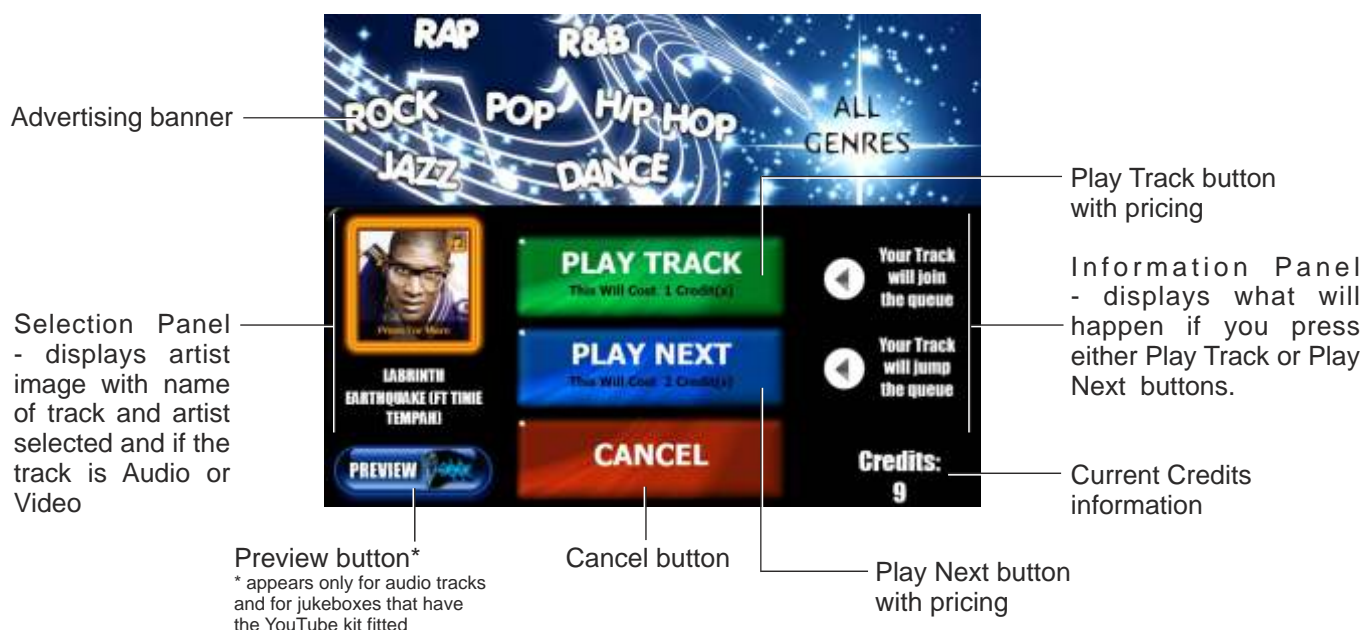 RAP
R&B
ROCK
POP
HIP HOP
JAZZ
DANCE
ALL
GENRES
Advertising banner
Selection Panel
- displays artist
image with name
of track and artist
selected and if the
track is Audio or
Video
LABRINTH
EARTHQUAKE (FT TINIE
TEMPAH)
PREVIEW
PLAY TRACK
This Will Cost 1 Credit(s)
PLAY NEXT
This Will Cost 2 Credit(s)
CANCEL
Your Track
will join
the queue
Your Track
will jump
the queue
Credits:
9
Play Track button
with pricing
Information Panel
- displays what will
happen if you press
either Play Track or Play
Next buttons.
Current Credits
information
Preview button*
* appears only for audio tracks
and for jukeboxes that have
the YouTube kit fitted
Cancel button
Play Next button
with pricing